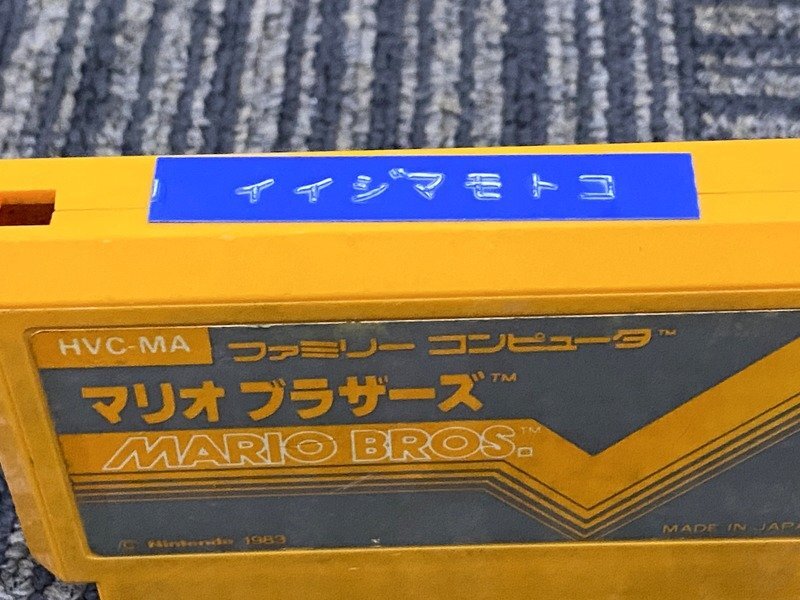 イイジマモトコ
HVC-MA ファミリー コンピュータ™
マリオ ブラザーズ™
MARIO BROS.™
© Nintendo 1983
MADE IN JAPA